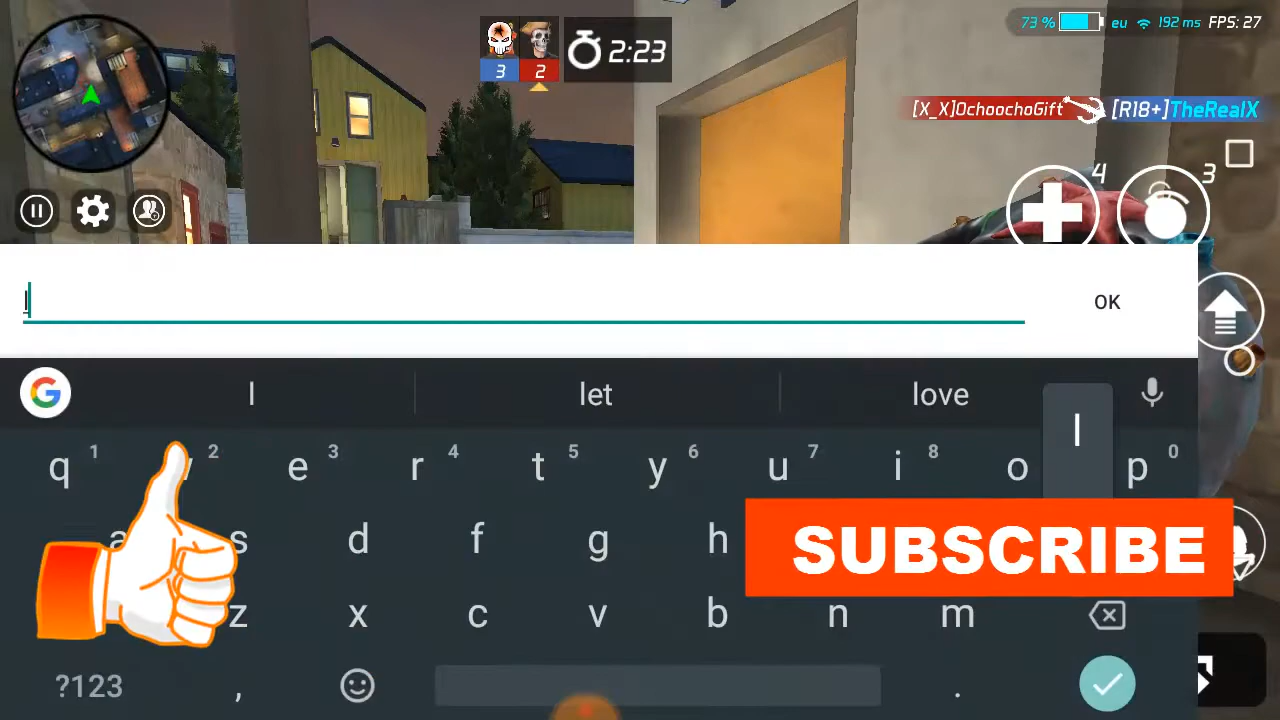 73 % eu 192 ms FPS: 27
3 2 2:23
[X_X]OchoochoGift [R18+]TheRealX
4 3
l
OK
G l let love
l
q 1 2 e 3 r 4 t 5 y 6 u 7 i 8 o p 0
a s d f g h
SUBSCRIBE
z x c v b n m
?123 , .